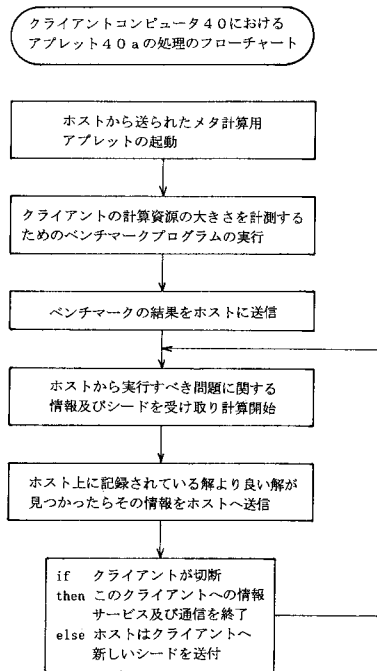 クライアントコンピュータ40における
アプレット40aの処理のフローチャート
ホストから送られたメタ計算用
アプレットの起動
クライアントの計算資源の大きさを計測する
ためのベンチマークプログラムの実行
ベンチマークの結果をホストに送信
ホストから実行すべき問題に関する
情報及びシードを受け取り計算開始
ホスト上に記録されている解より良い解が
見つかったらその情報をホストへ送信
if クライアントが切断
then このクライアントへの情報
サービス及び通信を終了
else ホストはクライアントへ
新しいシードを送付